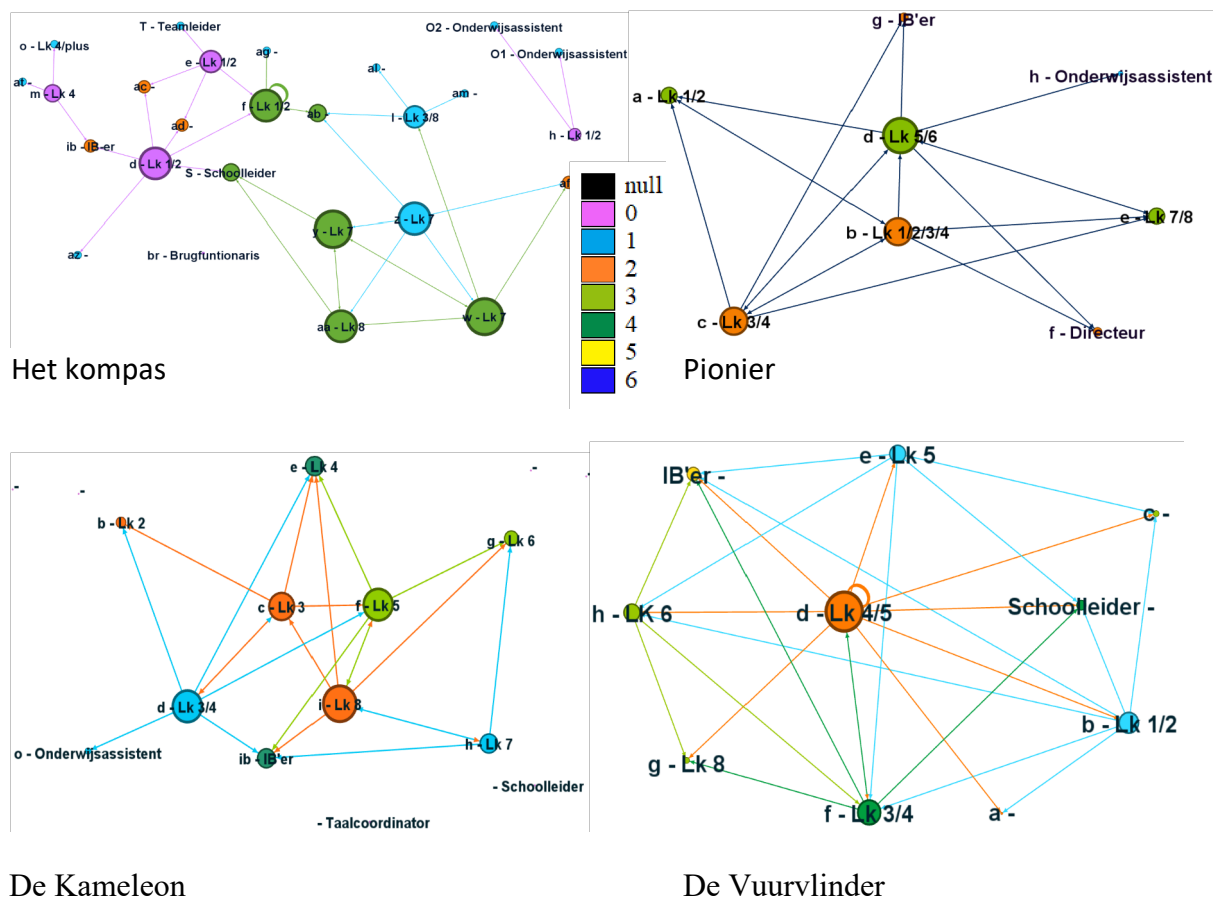 T - Teamleider
o - Lk 4/plus
e - Lk 1/2
ag -
at -
m - Lk 4
ac -
f - Lk 1/2
ab -
al -
am -
l - Lk 3/8
ad -
ib - IB-er
d - Lk 1/2
S - Schoolleider
O2 - Onderwijsassistent
O1 - Onderwijsassistent
h - Lk 1/2
y - Lk 7
z - Lk 7
az -
br - Brugfuntionaris
aa - Lk 8
w - Lk 7
Het kompas
null
0
1
2
3
4
5
6
g - IB'er
h - Onderwijsassistent
a - Lk 1/2
d - Lk 5/6
b - Lk 1/2/3/4
e - Lk 7/8
c - Lk 3/4
f - Directeur
Pionier
e - Lk 4
-
-
-
-
b - Lk 2
g - Lk 6
c - Lk 3
f - Lk 5
d - Lk 3/4
i - Lk 8
o - Onderwijsassistent
ib - IB'er
h - Lk 7
- Schoolleider
- Taalcoordinator
De Kameleon
e - Lk 5
IB'er -
c -
h - LK 6
d - Lk 4/5
Schoolleider -
b - Lk 1/2
g - Lk 8
f - Lk 3/4
a -
De Vuurvlinder